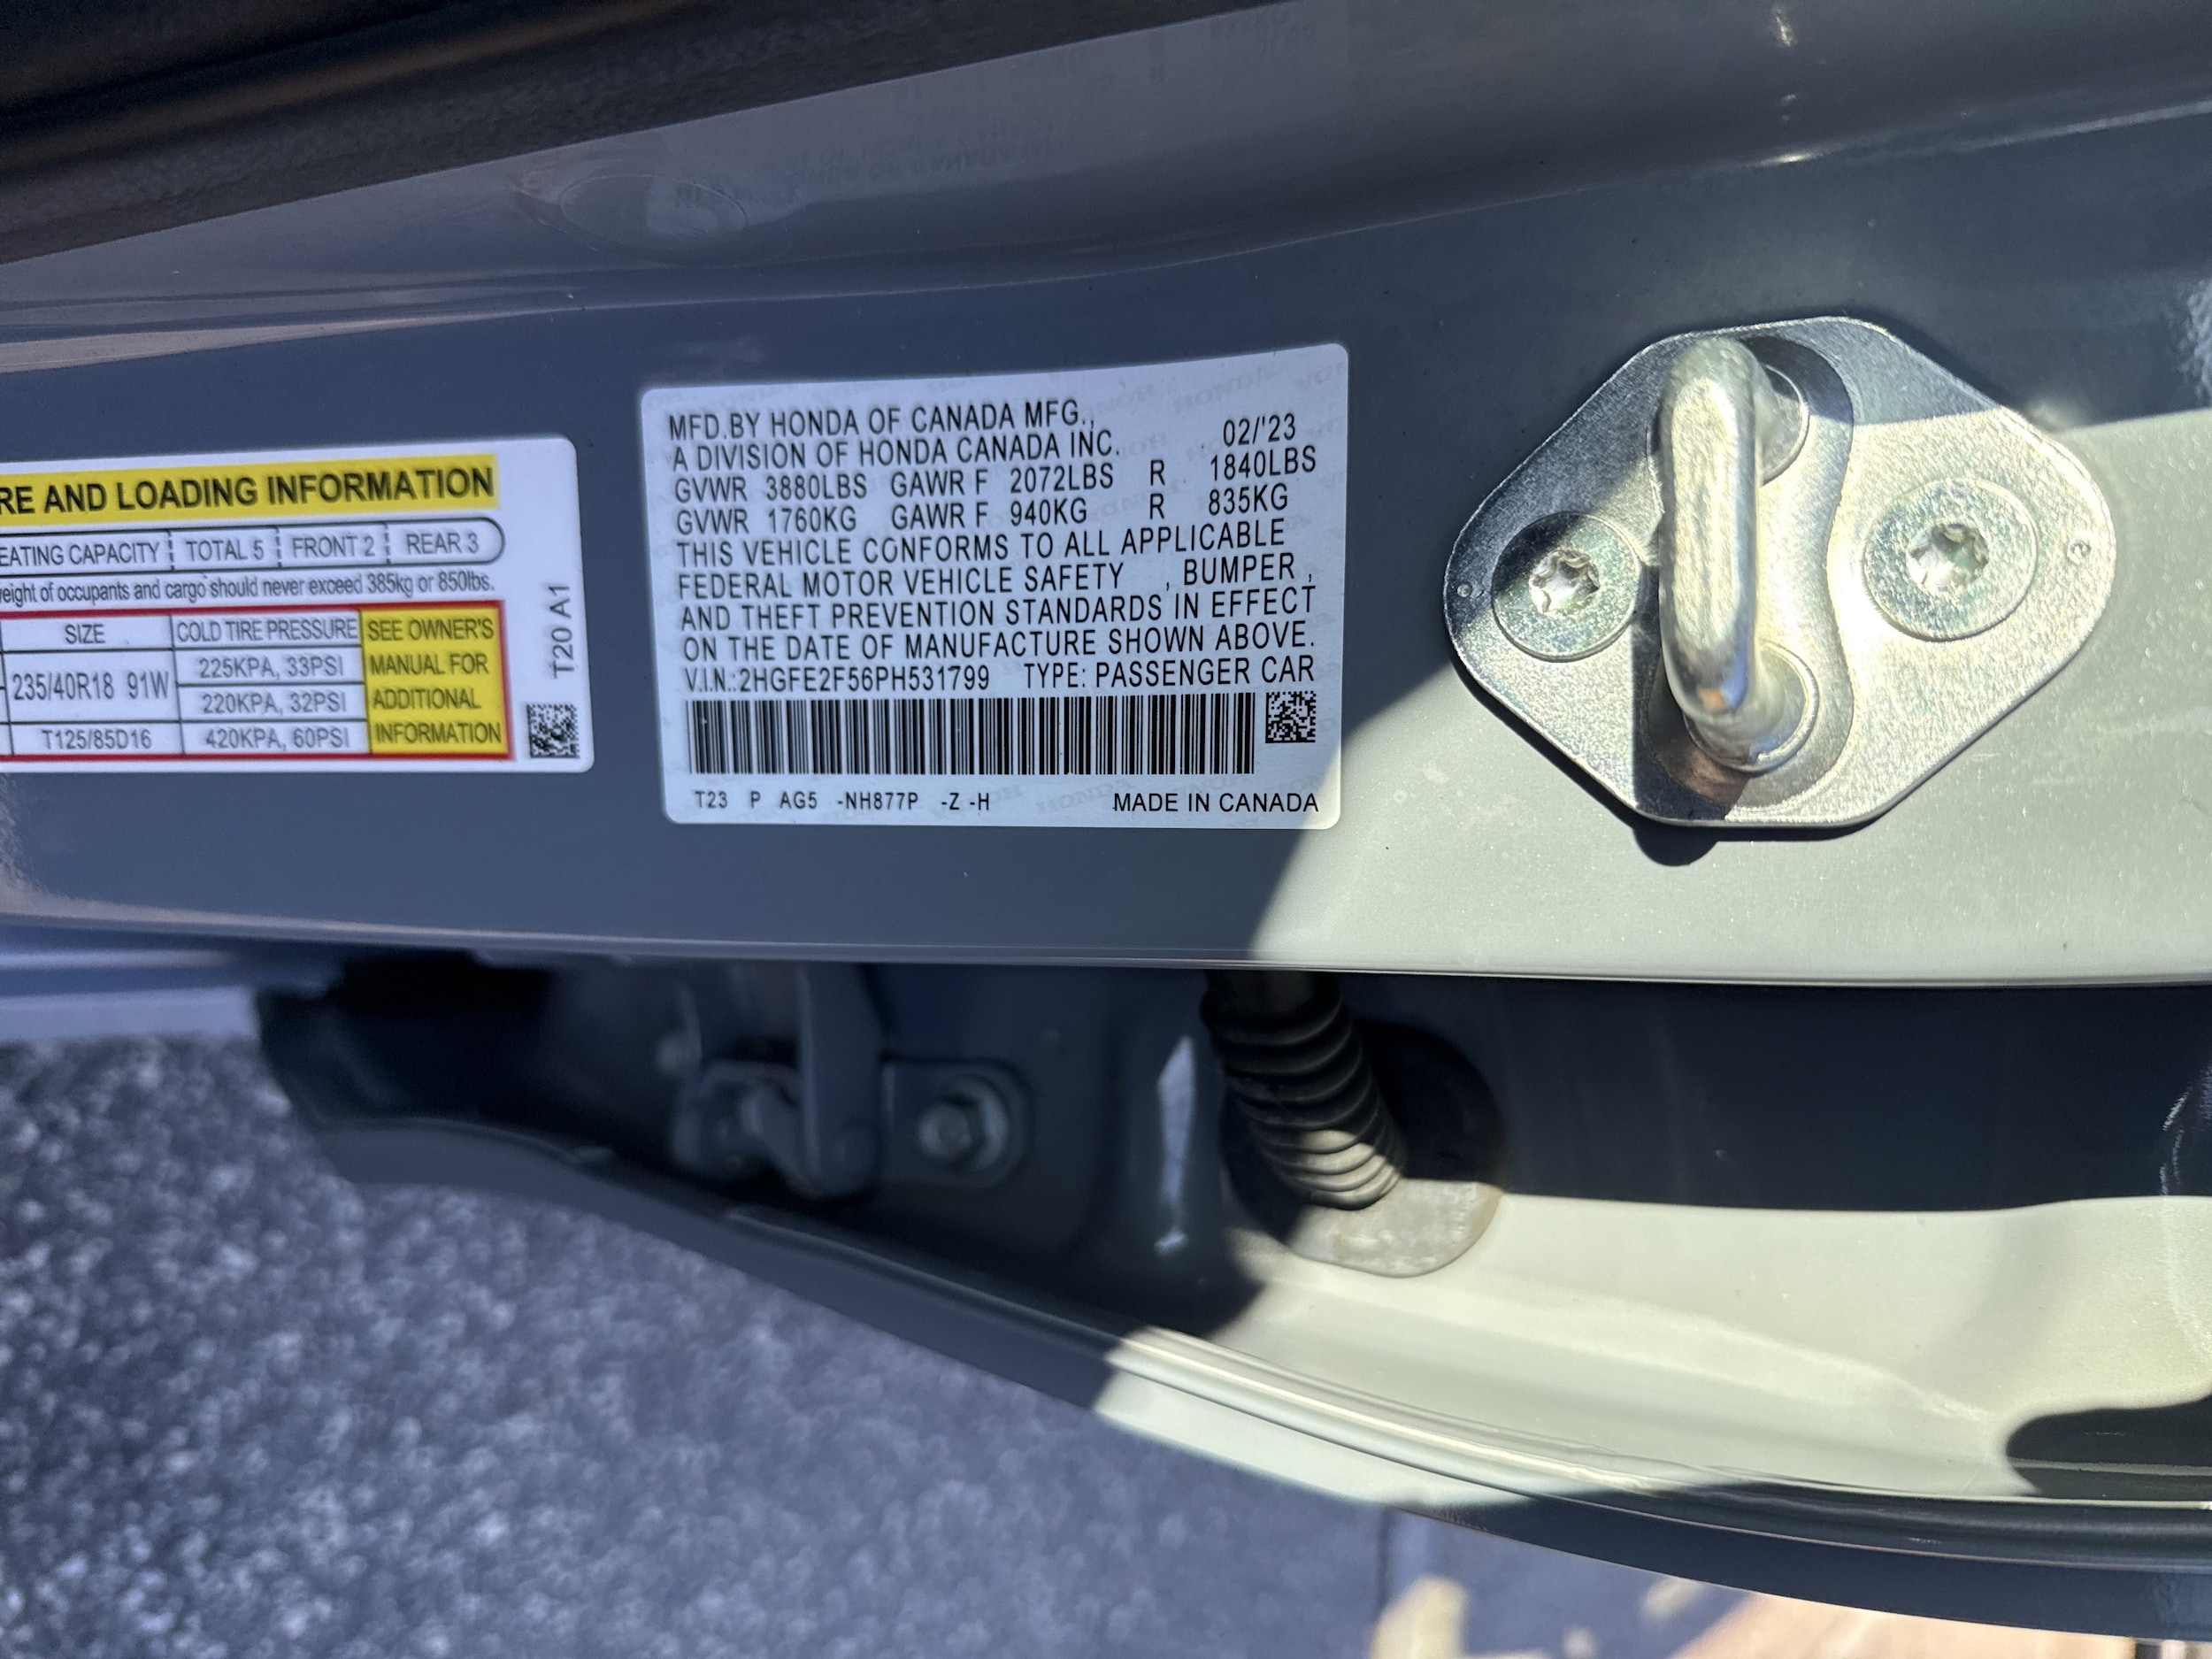 RE AND LOADING INFORMATION
EATING CAPACITY TOTAL 5 FRONT 2 REAR 3
eight of occupants and cargo should never exceed 385kg or 850lbs.
SIZE COLD TIRE PRESSURE SEE OWNER'S
MANUAL FOR
ADDITIONAL
INFORMATION
235/40R18 91W 225KPA, 33PSI
220KPA, 32PSI
T125/85D16 420KPA, 60PSI
T20 A1
MFD.BY HONDA OF CANADA MFG.,
A DIVISION OF HONDA CANADA INC. 02/'23
GVWR 3880LBS GAWR F 2072LBS R 1840LBS
GVWR 1760KG GAWR F 940KG R 835KG
THIS VEHICLE CONFORMS TO ALL APPLICABLE
FEDERAL MOTOR VEHICLE SAFETY , BUMPER ,
AND THEFT PREVENTION STANDARDS IN EFFECT
ON THE DATE OF MANUFACTURE SHOWN ABOVE.
V.I.N.:2HGFE2F56PH531799 TYPE: PASSENGER CAR
T23 P AG5 -NH877P -Z -H MADE IN CANADA